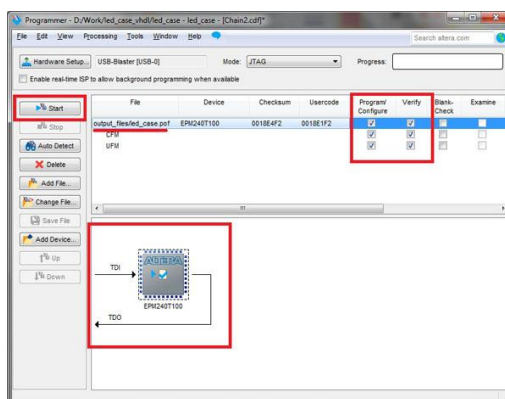 Programmer - D:/Work/led_case_vhdl/led_case - led_case - [Chain2.cdf]*
File Edit View Processing Tools Window Help
Search altera.com
Hardware Setup... USB-Blaster [USB-0] Mode: JTAG Progress:
Enable real-time ISP to allow background programming when available
Start
Stop
Auto Detect
Delete
Add File...
Change File...
Save File
Add Device...
Up
Down
File Device Checksum Usercode Program/ Configure Verify Blank- Check Examine
output_files/led_case.pof EPM240T100 0018E4F2 0018E1F2
CFM
UFM
TDI
ALTERA
EPM240T100
TDO